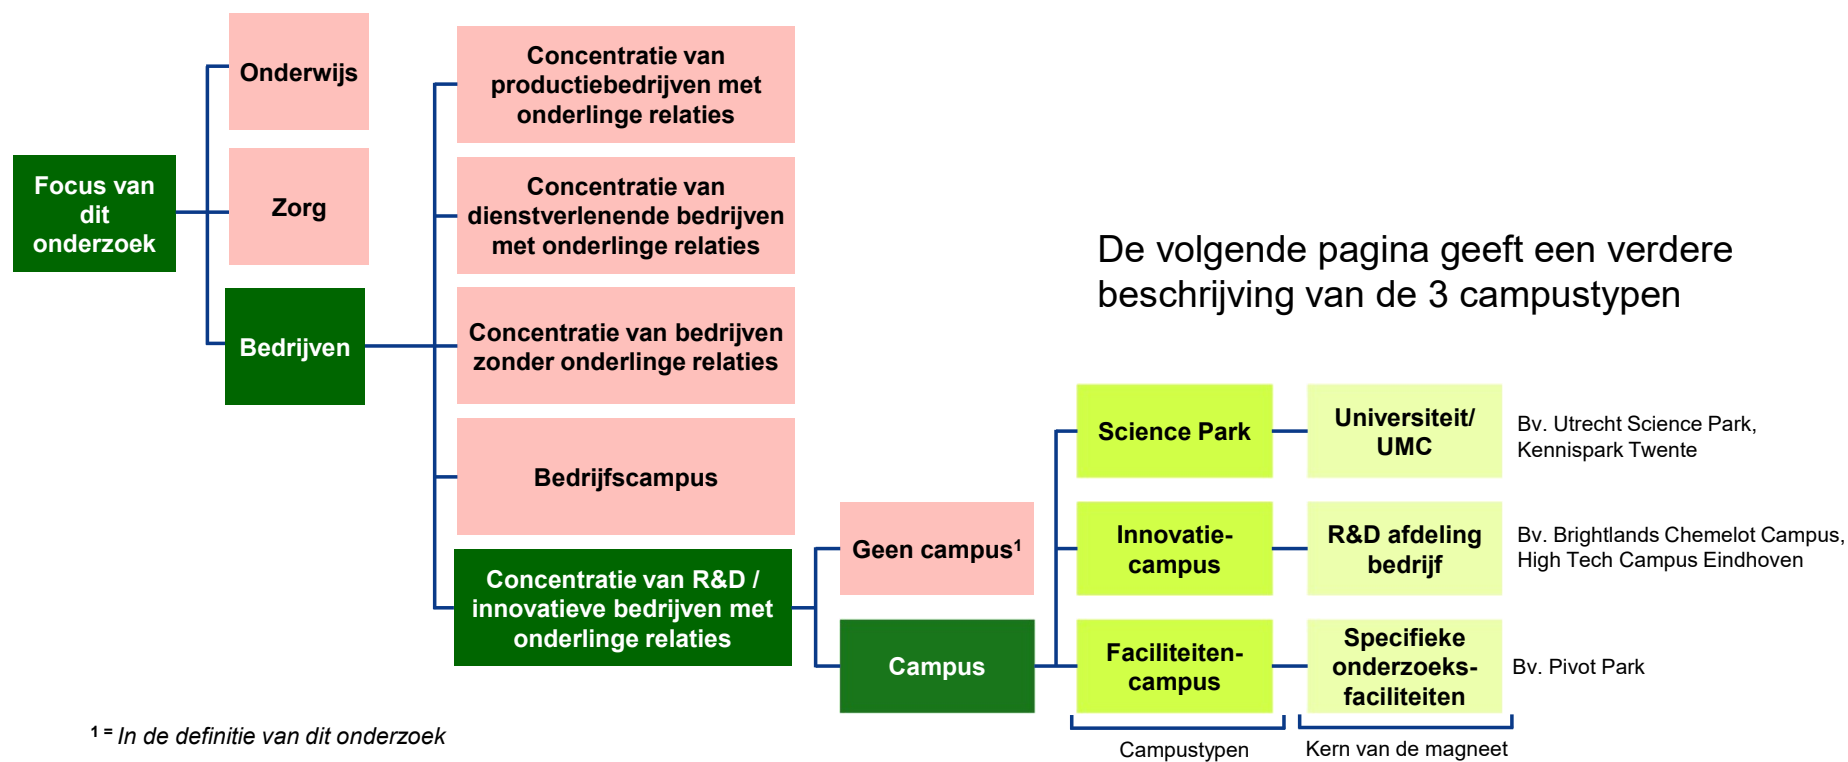 Focus van
dit
onderzoek
Onderwijs
Zorg
Bedrijven
Concentratie van
productiebedrijven met
onderlinge relaties
Concentratie van
dienstverlenende bedrijven
met onderlinge relaties
Concentratie van bedrijven
zonder onderlinge relaties
Bedrijfscampus
Concentratie van R&D /
innovatieve bedrijven met
onderlinge relaties
Geen campus¹
Campus
De volgende pagina geeft een verdere
beschrijving van de 3 campustypen
Science Park
Universiteit/
UMC
Bv. Utrecht Science Park,
Kennispark Twente
Innovatie-
campus
R&D afdeling
bedrijf
Bv. Brightlands Chemelot Campus,
High Tech Campus Eindhoven
Faciliteiten-
campus
Specifieke
onderzoeks-
faciliteiten
Bv. Pivot Park
Campustypen
Kern van de magneet
¹ = In de definitie van dit onderzoek